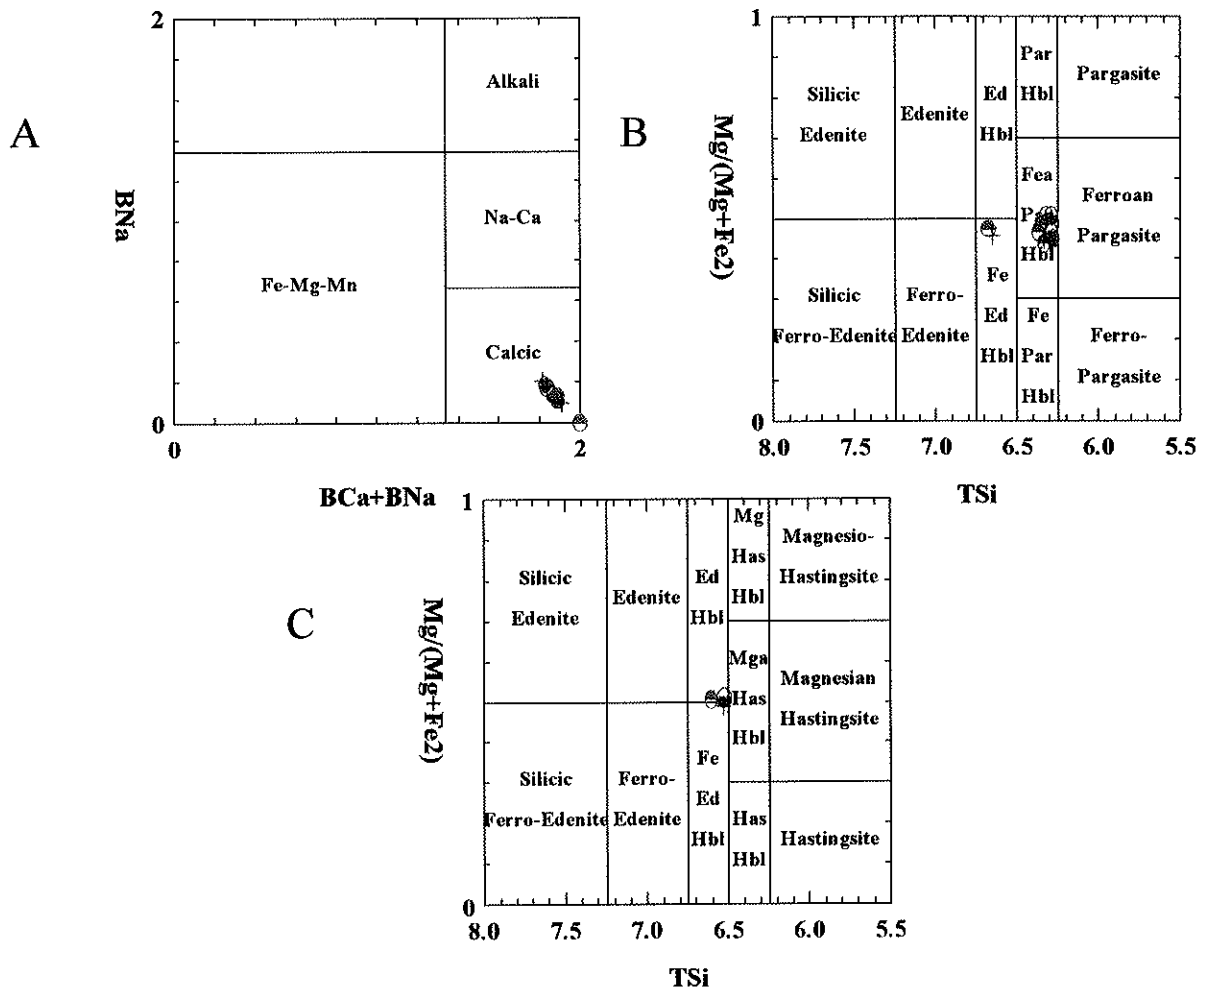 A
2
Alkali
BNa
Na-Ca
Fe-Mg-Mn
Calcic
0
0
2
BCa+BNa
B
1
Mg/(Mg+Fe2)
Silicic
Edenite
Edenite
Ed
Hbl
Par
Hbl
Pargasite
Fea
Par
Hbl
Ferroan
Pargasite
Silicic
Ferro-Edenite
Ferro-
Edenite
Fe
Ed
Hbl
Fe
Par
Hbl
Ferro-
Pargasite
0
8.0
7.5
7.0
6.5
6.0
5.5
TSi
C
1
Mg/(Mg+Fe2)
Silicic
Edenite
Edenite
Ed
Hbl
Mg
Has
Hbl
Magnesio-
Hastingsite
Mga
Has
Hbl
Magnesian
Hastingsite
Silicic
Ferro-Edenite
Ferro-
Edenite
Fe
Ed
Hbl
Has
Hbl
Hastingsite
0
8.0
7.5
7.0
6.5
6.0
5.5
TSi